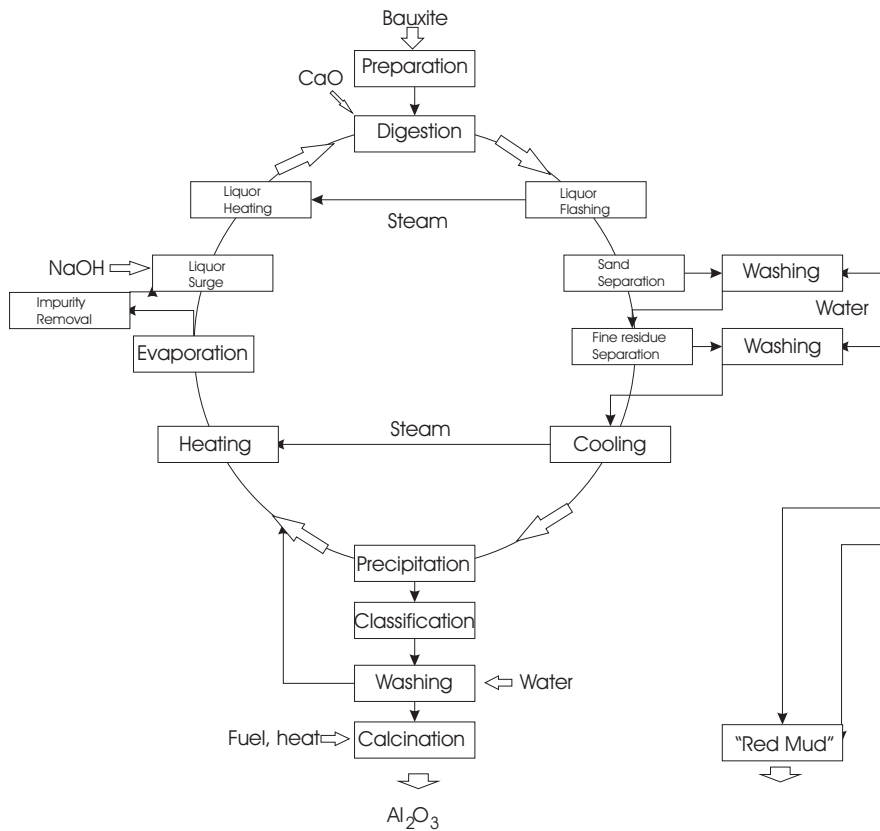 Bauxite
Preparation
CaO
Digestion
Liquor
Heating
Liquor
Flashing
Steam
NaOH
Liquor
Surge
Sand
Separation
Washing
Impurity
Removal
Water
Evaporation
Fine residue
Separation
Washing
Heating
Steam
Cooling
Precipitation
Classification
Washing
Water
Fuel, heat
Calcination
"Red Mud"
Al₂O₃